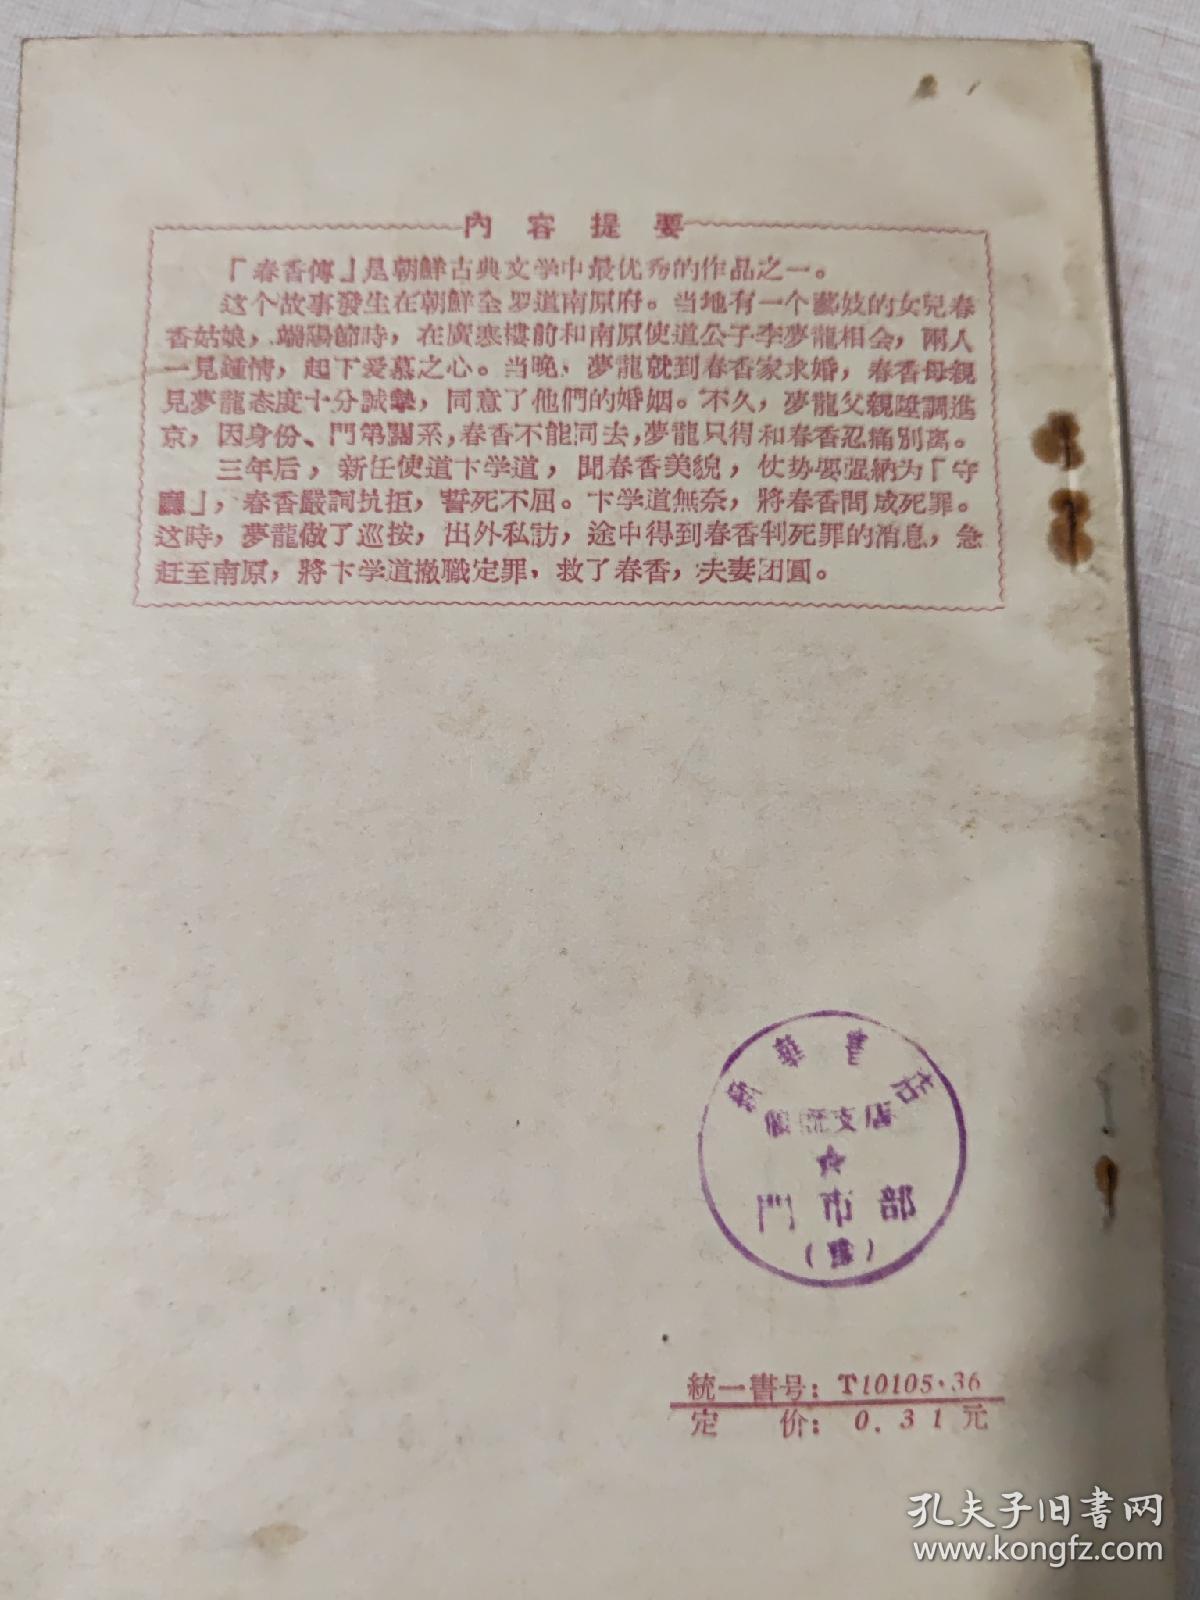 内容提要
「春香傳」是朝鮮古典文学中最优秀的作品之一。
这个故事發生在朝鮮全罗道南原府。当地有一个藝妓的女兒春
香姑娘，端陽節時，在廣寒樓前和南原使道公子李夢龍相会，兩人
一見鍾情，起下爱慕之心。当晚、夢龍就到春香家求婚，春香母親
見夢龍态度十分誠摯，同意了他們的婚姻。不久，夢龍父親陞調進
京，因身份、門第關系，春香不能同去，夢龍只得和春香忍痛別离。
三年后，新任使道卞学道，聞春香美貌，仗势要强納为「守
廳」，春香嚴詞抗拒，誓死不屈。卞学道無奈，將春香問成死罪。
这時，夢龍做了巡按，出外私訪，途中得到春香判死罪的消息，急
赶至南原，將卞学道撤職定罪，救了春香，夫妻团圓。
新華書店
支店
★
門市部
統一書号：T10105·36
定价：0.31元
孔夫子旧書网
www.kongfz.com